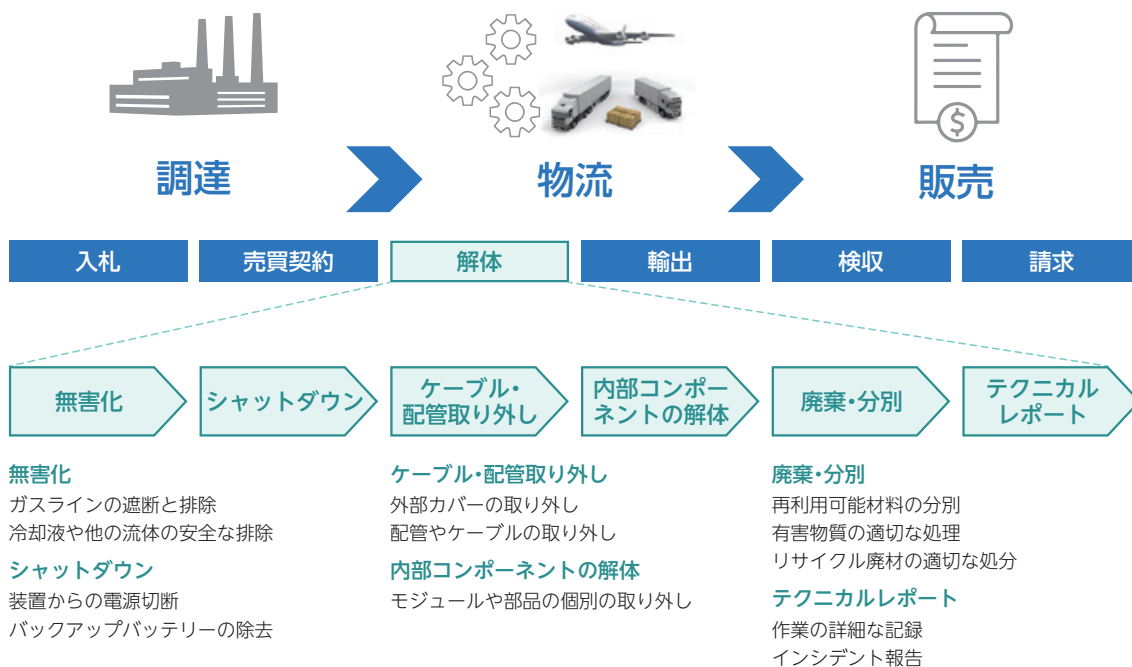 $
調達
物流
販売
入札
売買契約
解体
輸出
検収
請求
無害化
シャットダウン
ケーブル・
配管取り外し
内部コンポー
ネントの解体
廃棄・分別
テクニカル
レポート
無害化
ガスラインの遮断と排除
冷却液や他の流体の安全な排除
シャットダウン
装置からの電源切断
バックアップバッテリーの除去
ケーブル・配管取り外し
外部カバーの取り外し
配管やケーブルの取り外し
内部コンポーネントの解体
モジュールや部品の個別の取り外し
廃棄・分別
再利用可能材料の分別
有害物質の適切な処理
リサイクル廃材の適切な処分
テクニカルレポート
作業の詳細な記録
インシデント報告